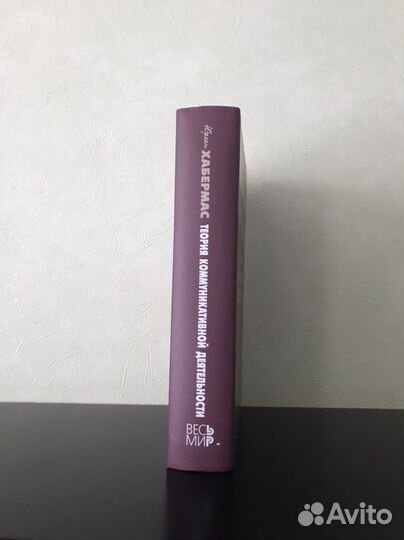 Юрген ХАБЕРМАС ТЕОРИЯ КОММУНИКАТИВНОЙ ДЕЯТЕЛЬНОСТИ
ВЕСЬ
МИР
Avito